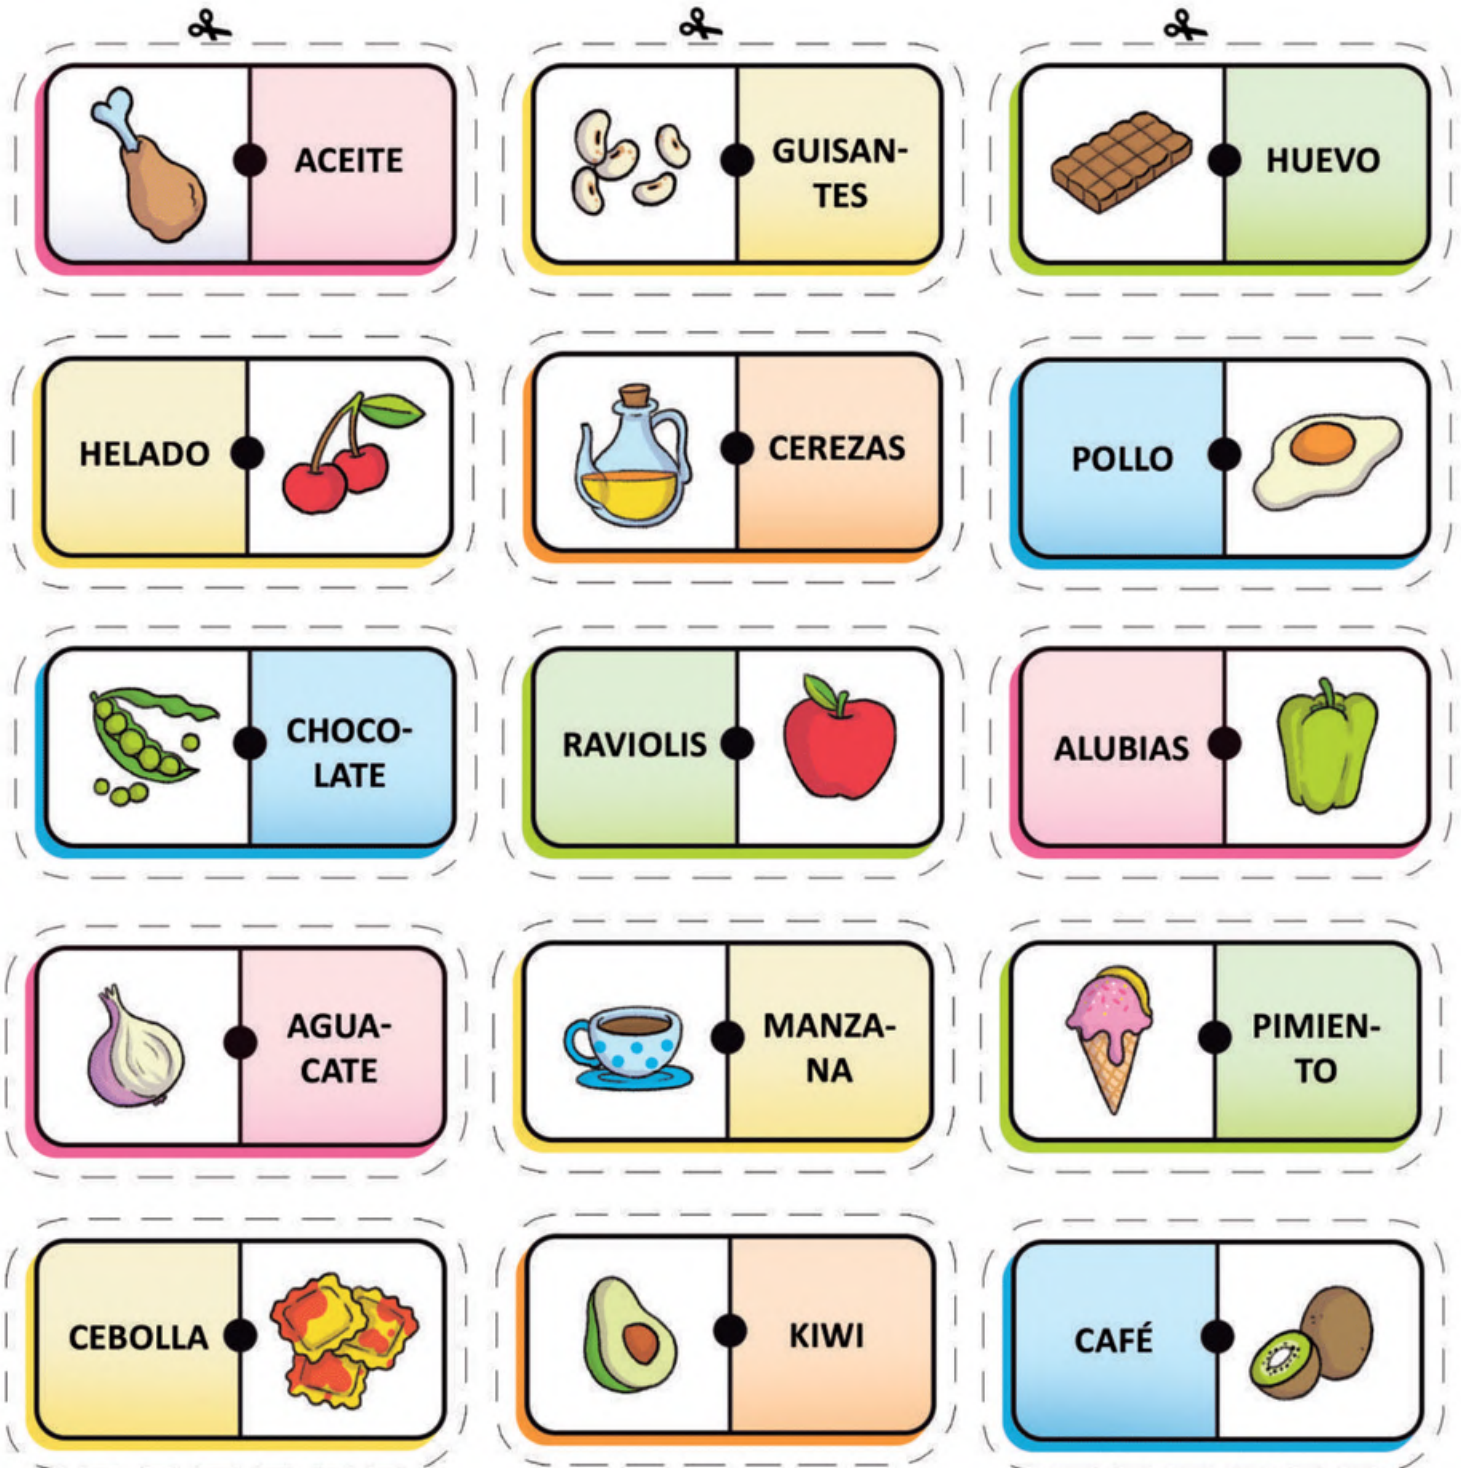 ACEITE
GUISAN-
TES
HUEVO
HELADO
CEREZAS
POLLO
CHOCO-
LATE
RAVIOLIS
ALUBIAS
AGUA-
CATE
MANZA-
NA
PIMIEN-
TO
CEBOLLA
KIWI
CAFÉ